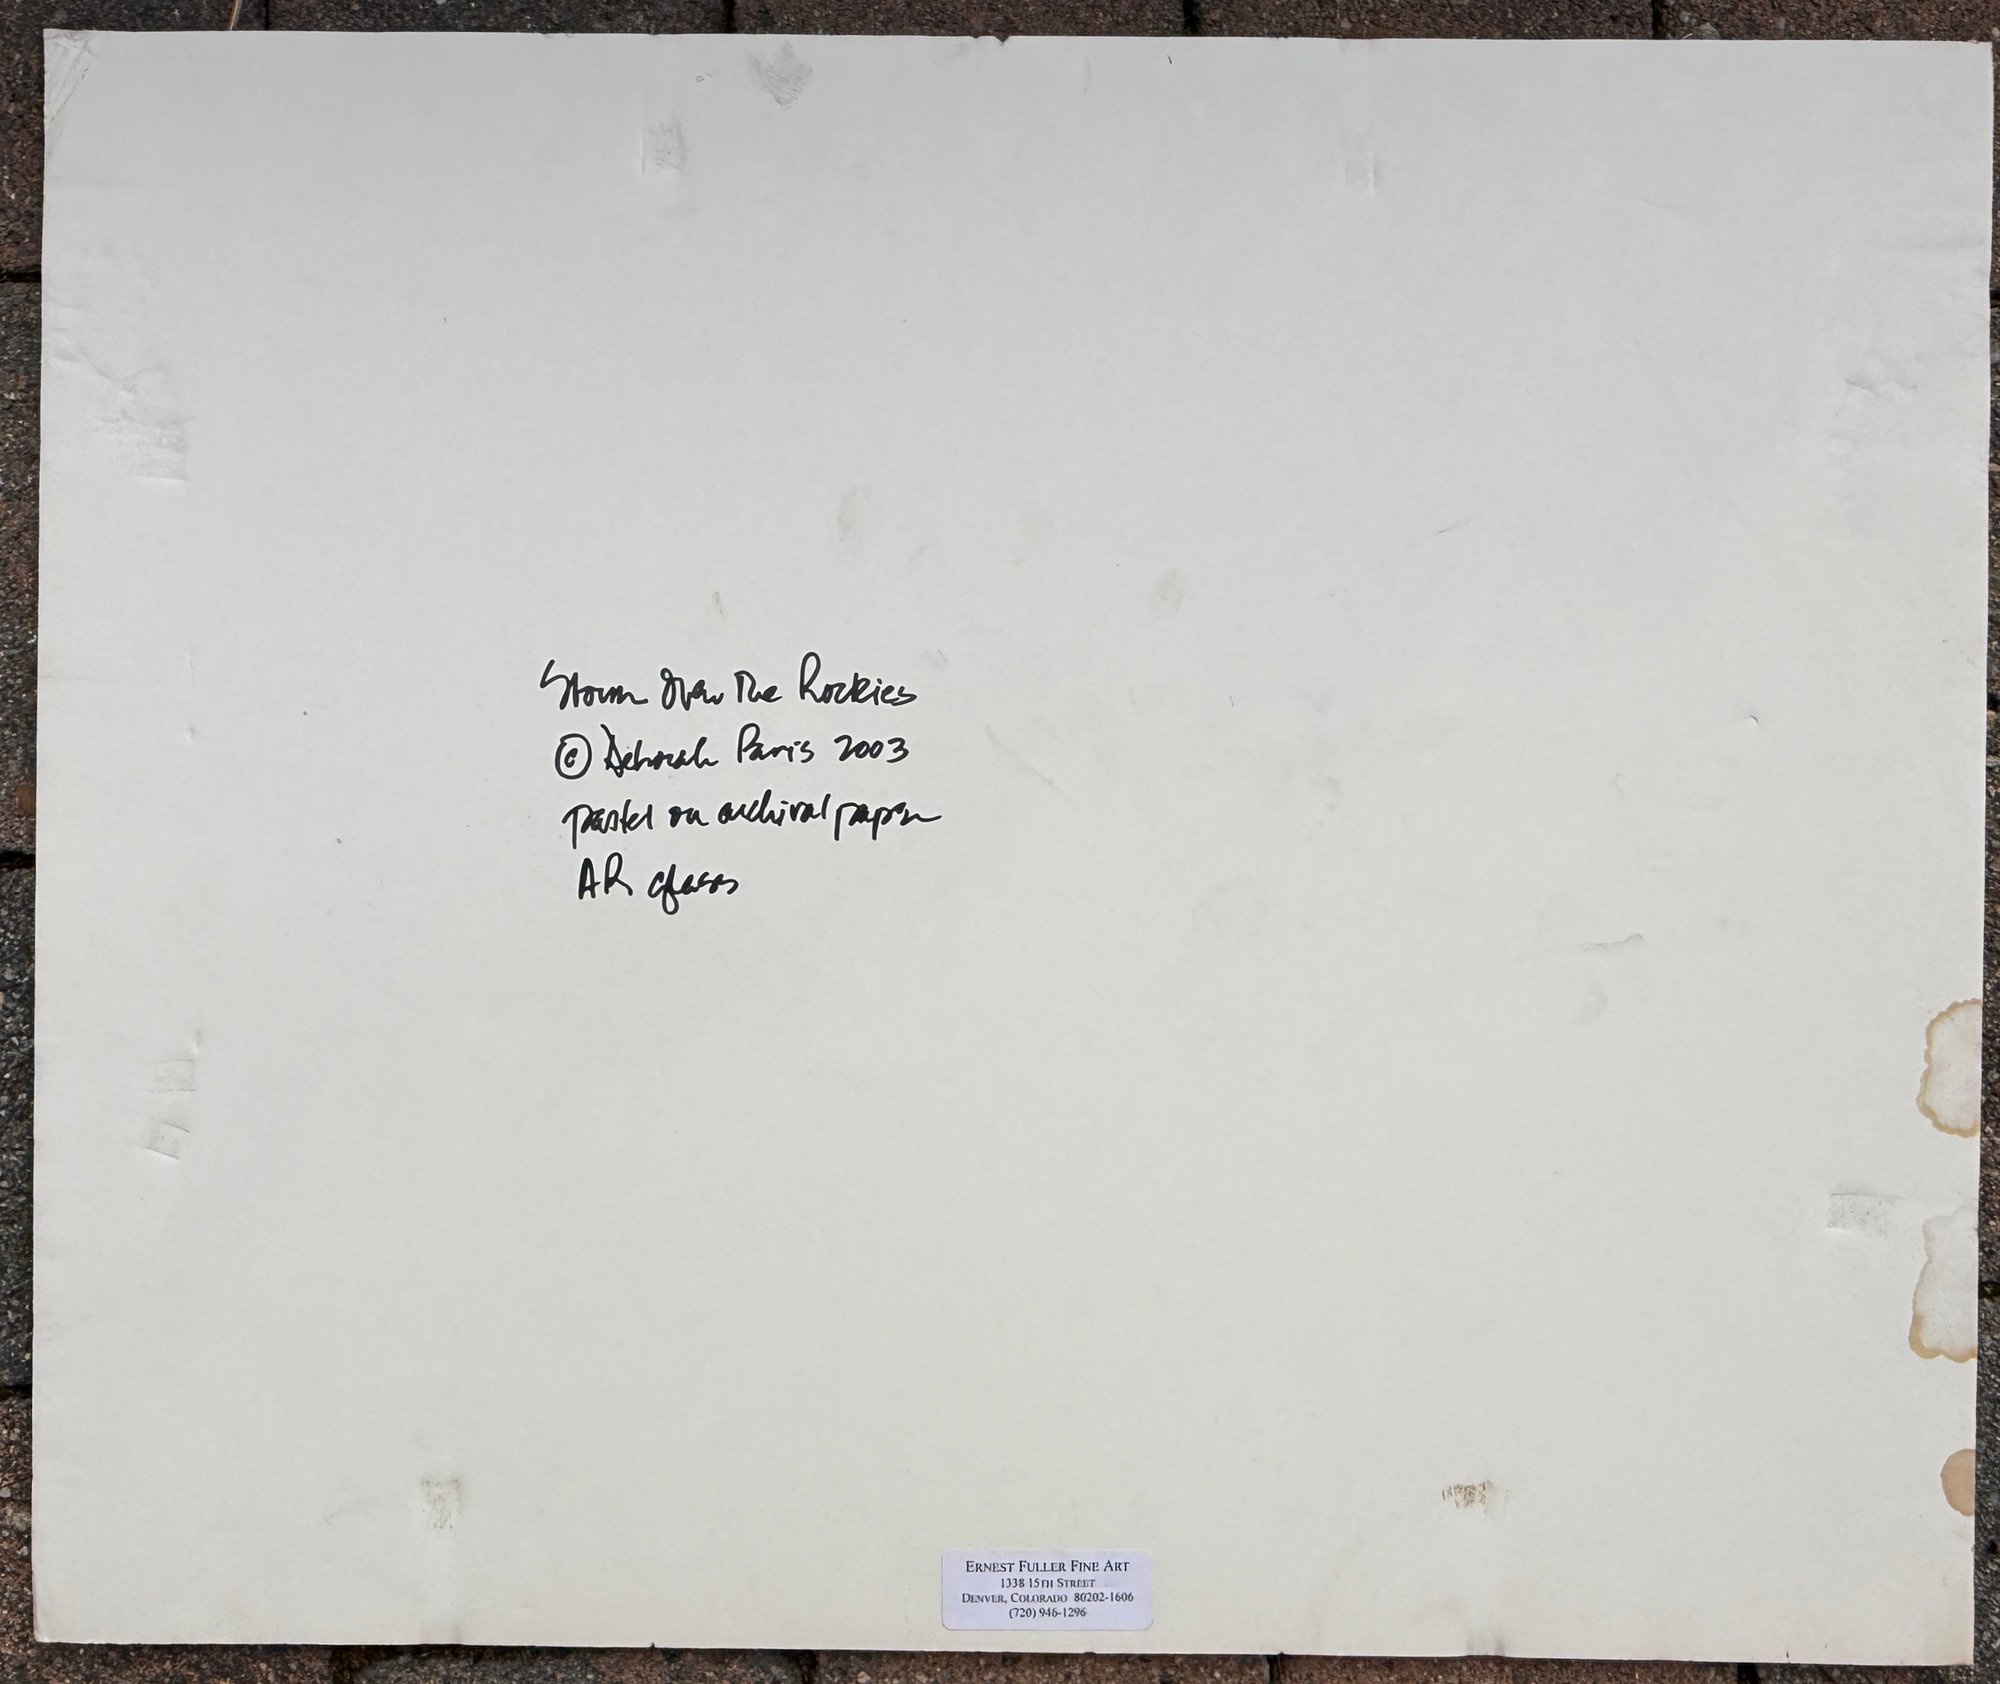 Storm Over The Rockies
© Deborah Paris 2003
pastel on archival paper
AR glass
ERNEST FULLER FINE ART
1338 15TH STREET
DENVER, COLORADO 80202-1606
(720) 946-1296